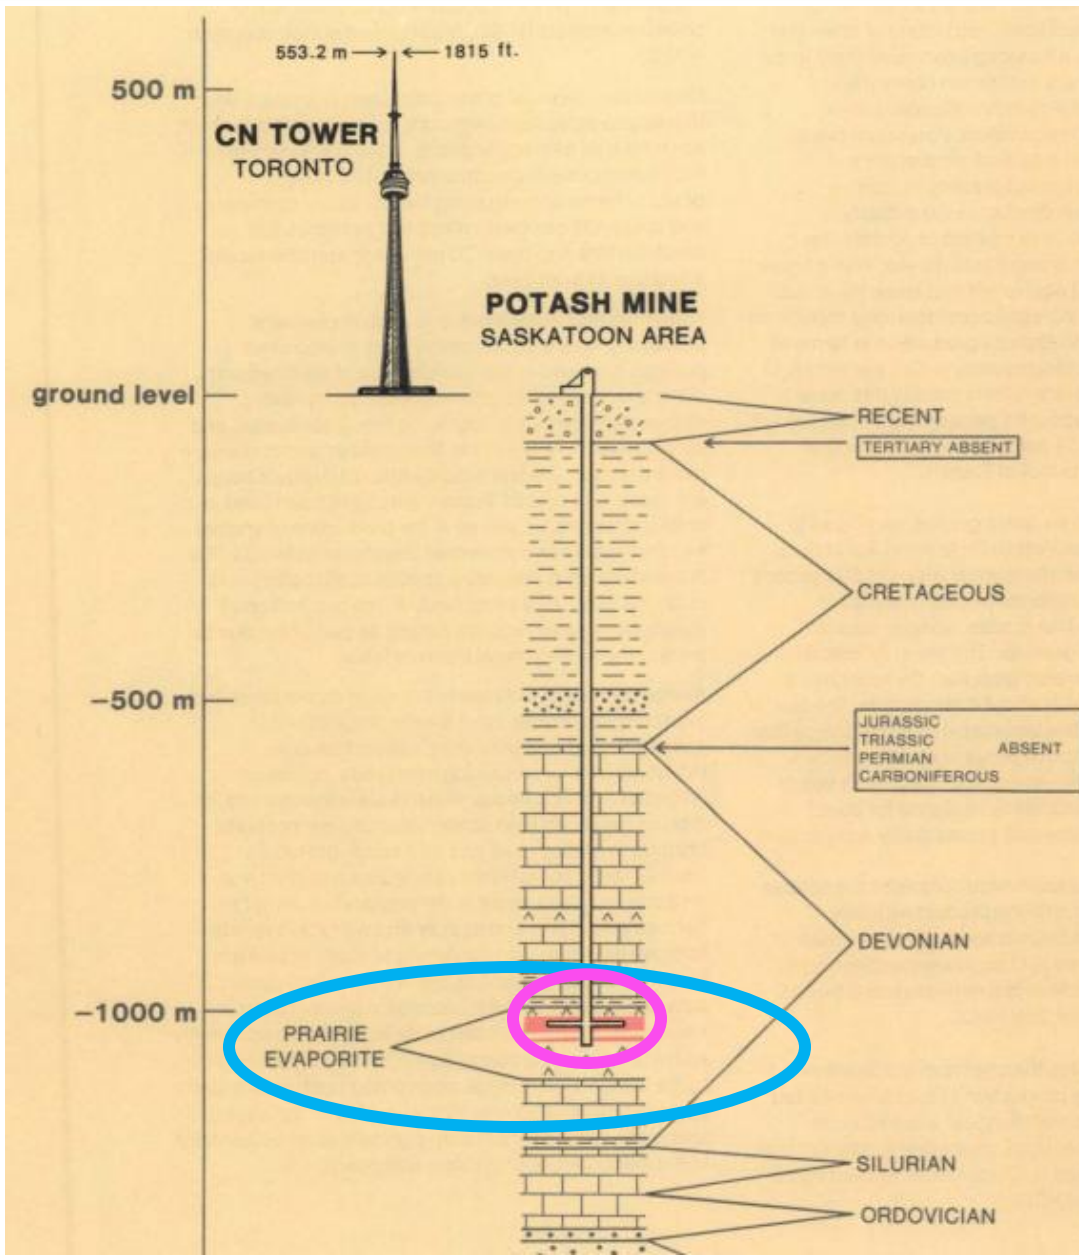 553.2 m 1815 ft.
500 m
CN TOWER
TORONTO
POTASH MINE
SASKATOON AREA
ground level
RECENT
TERTIARY ABSENT
CRETACEOUS
-500 m
JURASSIC
TRIASSIC
PERMIAN
CARBONIFEROUS
ABSENT
DEVONIAN
-1000 m
PRAIRIE
EVAPORITE
SILURIAN
ORDOVICIAN